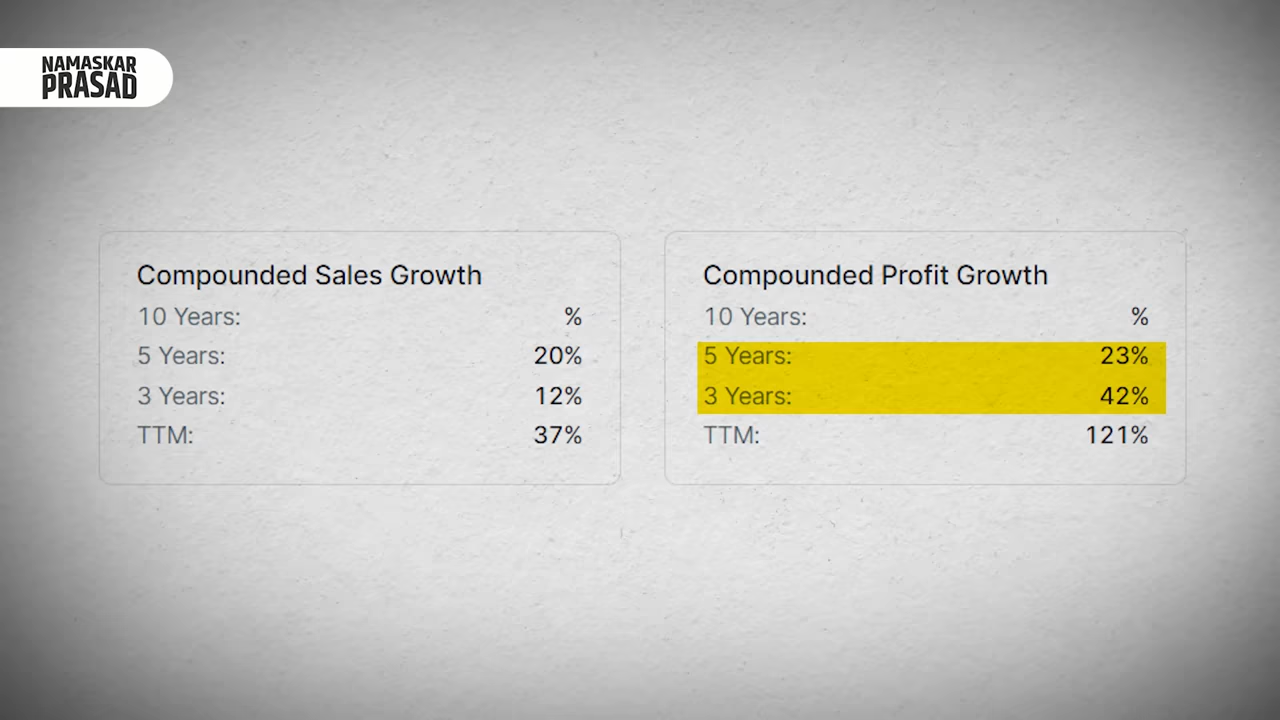 NAMASKAR
PRASAD
Compounded Sales Growth
10 Years: %
5 Years: 20%
3 Years: 12%
TTM: 37%
Compounded Profit Growth
10 Years: %
5 Years: 23%
3 Years: 42%
TTM: 121%